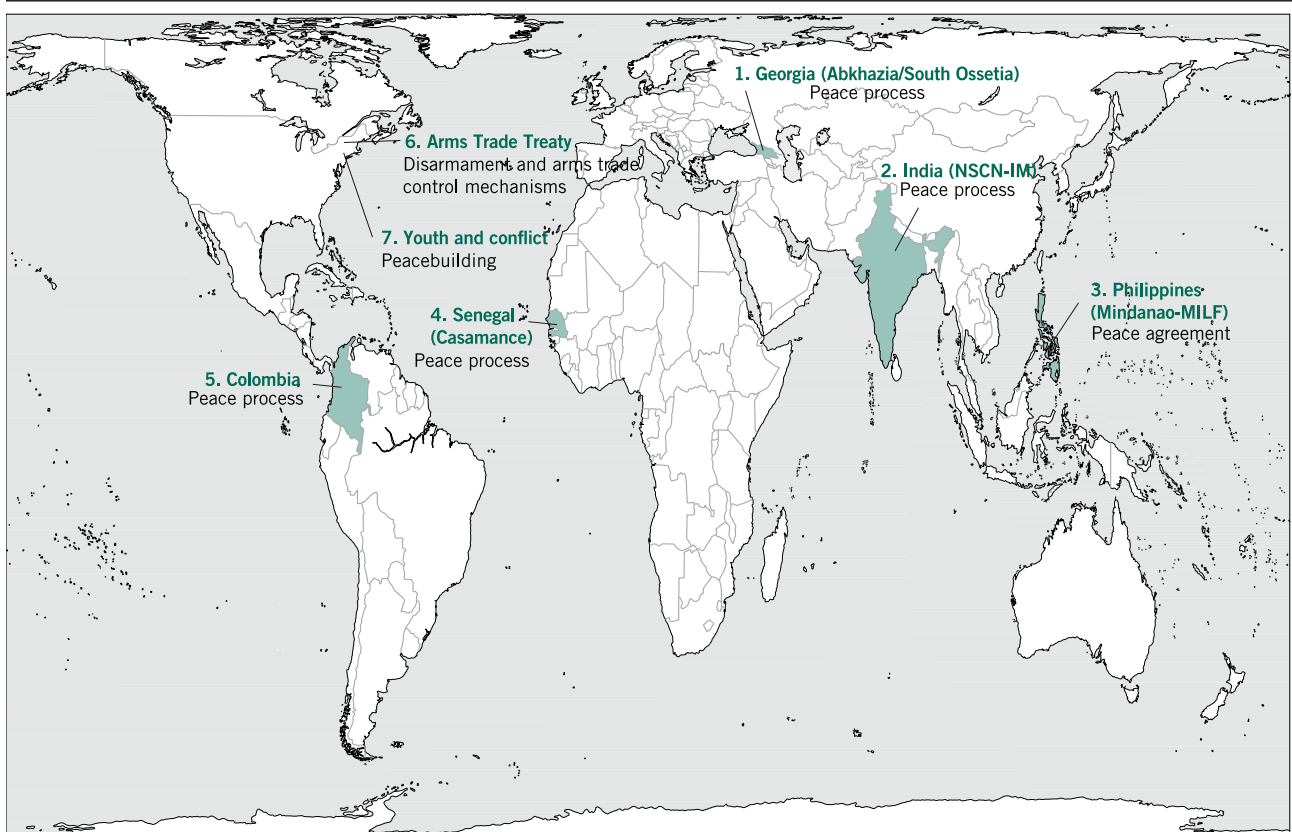 1. Georgia (Abkhazia/South Ossetia)
Peace process
2. India (NSCN-IM)
Peace process
3. Philippines
(Mindanao-MILF)
Peace agreement
4. Senegal
(Casamance)
Peace process
5. Colombia
Peace process
6. Arms Trade Treaty
Disarmament and arms trade
control mechanisms
7. Youth and conflict
Peacebuilding